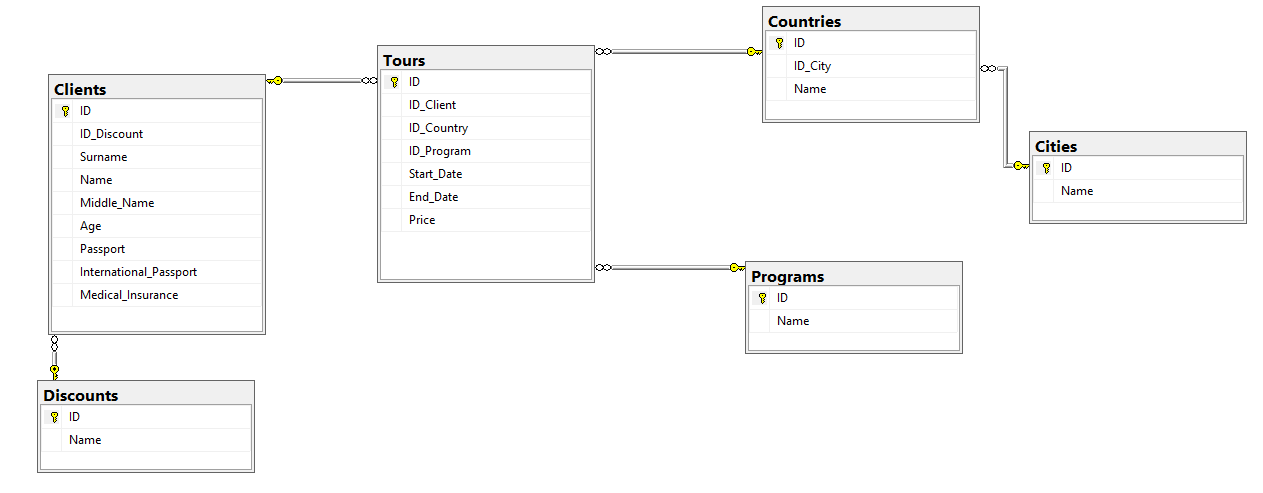 Clients
ID
ID_Discount
Surname
Name
Middle_Name
Age
Passport
International_Passport
Medical_Insurance
Discounts
ID
Name
Tours
ID
ID_Client
ID_Country
ID_Program
Start_Date
End_Date
Price
Countries
ID
ID_City
Name
Cities
ID
Name
Programs
ID
Name